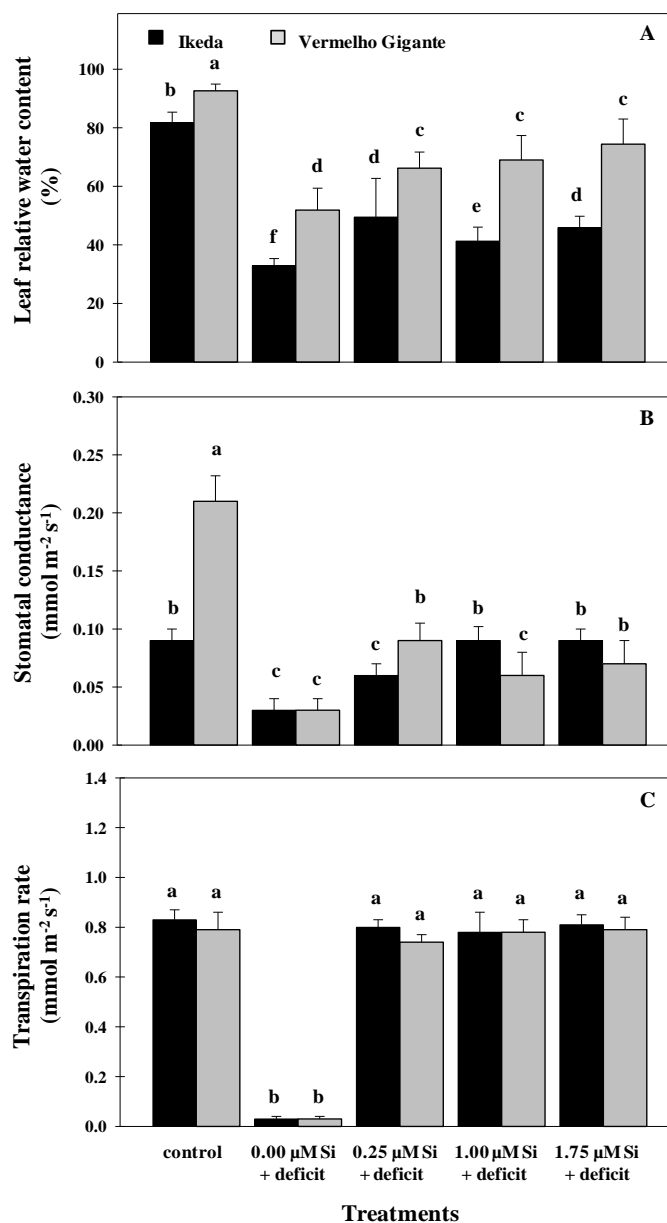 Ikeda Vermelho Gigante A
Leaf relative water content
(%)
100
80
60
40
20
0
b a f d d c e c d c
B
Stomatal conductance
(mmol m⁻² s⁻¹)
0.30
0.25
0.20
0.15
0.10
0.05
0.00
b a c c c b b c b b
C
Transpiration rate
(mmol m⁻² s⁻¹)
1.4
1.2
1.0
0.8
0.6
0.4
0.2
0.0
a a b b a a a a a a
control 0.00 µM Si 0.25 µM Si 1.00 µM Si 1.75 µM Si
+ deficit + deficit + deficit + deficit
Treatments